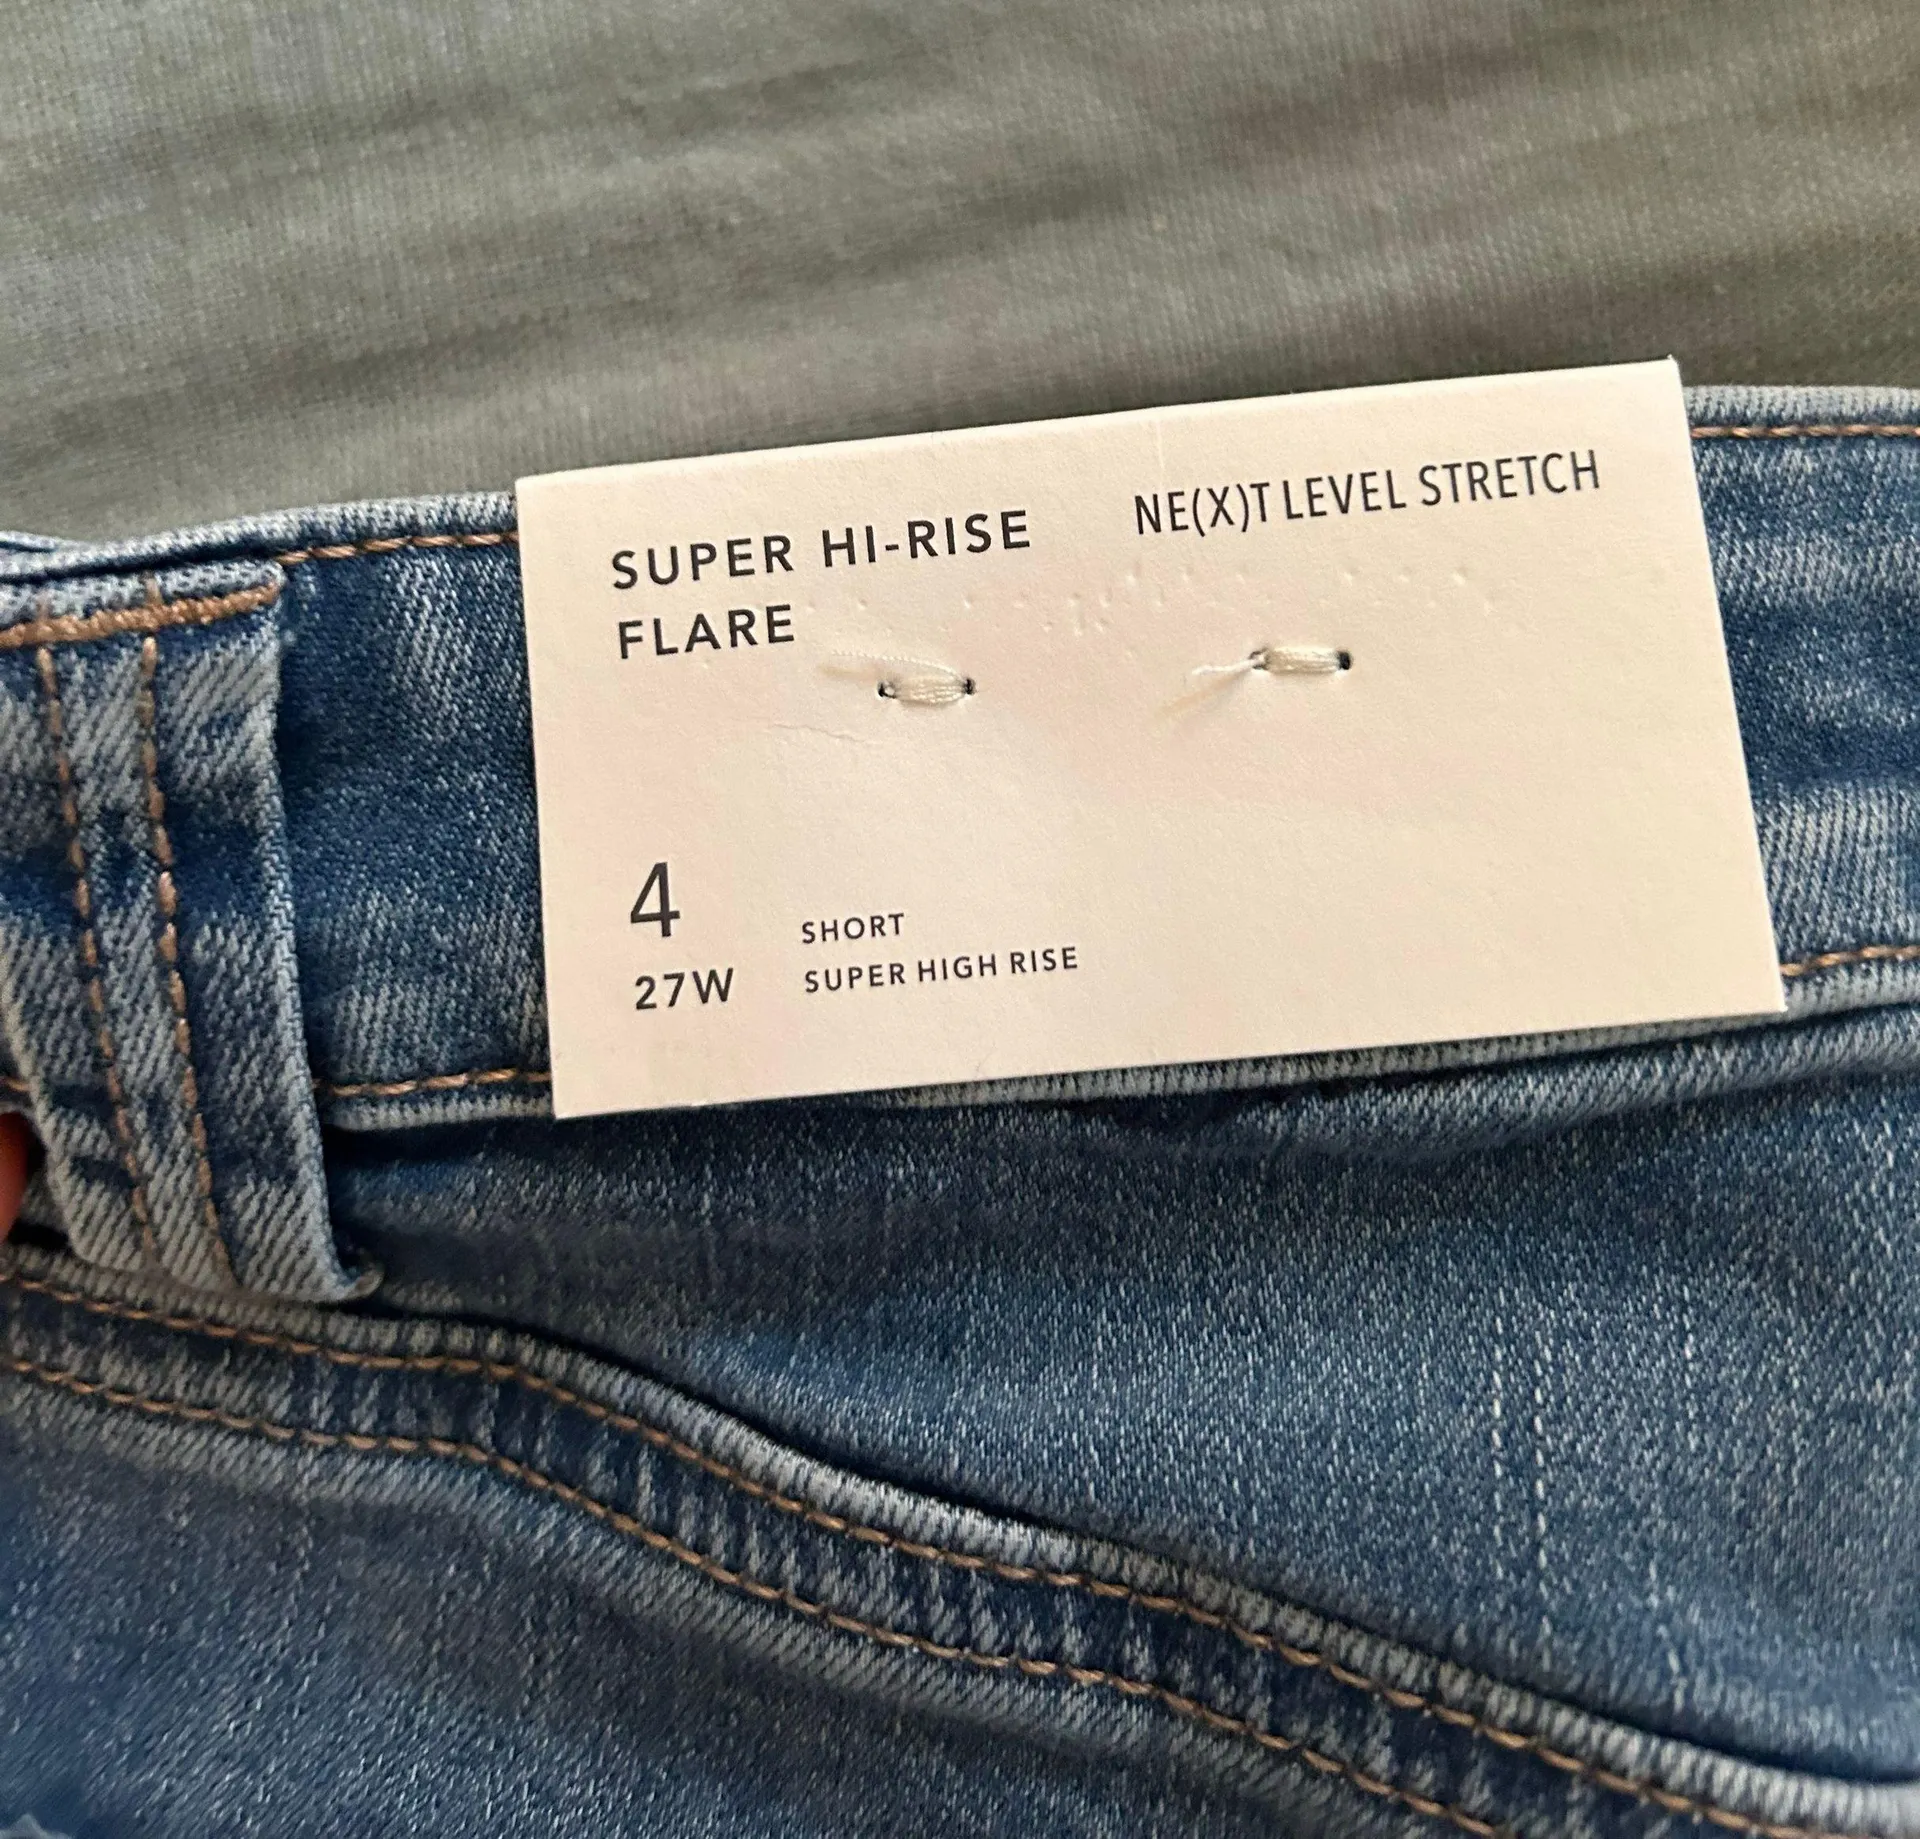 SUPER HI-RISE
FLARE
NE(X)T LEVEL STRETCH
4
27W
SHORT
SUPER HIGH RISE